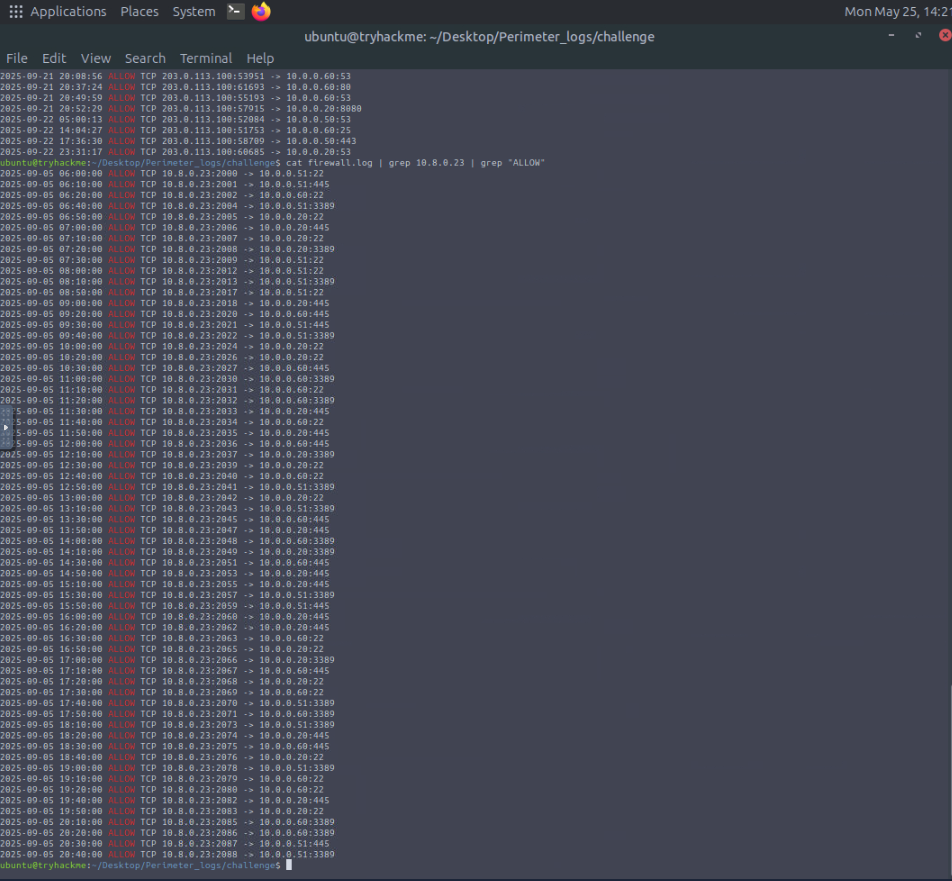 Applications Places System Mon May 25, 14:21
ubuntu@tryhackme: ~/Desktop/Perimeter_logs/challenge
File Edit View Search Terminal Help
2025-09-21 20:08:56 ALLOW TCP 203.0.113.100:53951 -> 10.0.0.60:53
2025-09-21 20:37:24 ALLOW TCP 203.0.113.100:61693 -> 10.0.0.60:80
2025-09-21 20:49:59 ALLOW TCP 203.0.113.100:55193 -> 10.0.0.60:53
2025-09-21 20:52:29 ALLOW TCP 203.0.113.100:57915 -> 10.0.0.20:8080
2025-09-22 05:00:13 ALLOW TCP 203.0.113.100:52084 -> 10.0.0.50:53
2025-09-22 14:04:27 ALLOW TCP 203.0.113.100:51753 -> 10.0.0.60:25
2025-09-22 17:36:30 ALLOW TCP 203.0.113.100:58709 -> 10.0.0.50:443
2025-09-22 23:31:17 ALLOW TCP 203.0.113.100:60685 -> 10.0.0.20:53
ubuntu@tryhackme:~/Desktop/Perimeter_logs/challenge$ cat firewall.log | grep 10.8.0.23 | grep "ALLOW"
2025-09-05 06:00:00 ALLOW TCP 10.8.0.23:2000 -> 10.0.0.51:22
2025-09-05 06:10:00 ALLOW TCP 10.8.0.23:2001 -> 10.0.0.51:445
2025-09-05 06:20:00 ALLOW TCP 10.8.0.23:2002 -> 10.0.0.60:22
2025-09-05 06:40:00 ALLOW TCP 10.8.0.23:2004 -> 10.0.0.51:3389
2025-09-05 06:50:00 ALLOW TCP 10.8.0.23:2005 -> 10.0.0.20:22
2025-09-05 07:00:00 ALLOW TCP 10.8.0.23:2006 -> 10.0.0.20:445
2025-09-05 07:10:00 ALLOW TCP 10.8.0.23:2007 -> 10.0.0.20:22
2025-09-05 07:20:00 ALLOW TCP 10.8.0.23:2008 -> 10.0.0.20:3389
2025-09-05 07:30:00 ALLOW TCP 10.8.0.23:2009 -> 10.0.0.51:22
2025-09-05 08:00:00 ALLOW TCP 10.8.0.23:2012 -> 10.0.0.51:22
2025-09-05 08:10:00 ALLOW TCP 10.8.0.23:2013 -> 10.0.0.51:3389
2025-09-05 08:50:00 ALLOW TCP 10.8.0.23:2017 -> 10.0.0.51:22
2025-09-05 09:00:00 ALLOW TCP 10.8.0.23:2018 -> 10.0.0.20:445
2025-09-05 09:20:00 ALLOW TCP 10.8.0.23:2020 -> 10.0.0.60:445
2025-09-05 09:30:00 ALLOW TCP 10.8.0.23:2021 -> 10.0.0.51:445
2025-09-05 09:40:00 ALLOW TCP 10.8.0.23:2022 -> 10.0.0.51:3389
2025-09-05 10:00:00 ALLOW TCP 10.8.0.23:2024 -> 10.0.0.20:22
2025-09-05 10:20:00 ALLOW TCP 10.8.0.23:2026 -> 10.0.0.20:22
2025-09-05 10:30:00 ALLOW TCP 10.8.0.23:2027 -> 10.0.0.60:445
2025-09-05 11:00:00 ALLOW TCP 10.8.0.23:2030 -> 10.0.0.60:3389
2025-09-05 11:10:00 ALLOW TCP 10.8.0.23:2031 -> 10.0.0.60:22
2025-09-05 11:20:00 ALLOW TCP 10.8.0.23:2032 -> 10.0.0.60:3389
5-09-05 11:30:00 ALLOW TCP 10.8.0.23:2033 -> 10.0.0.20:445
5-09-05 11:40:00 ALLOW TCP 10.8.0.23:2034 -> 10.0.0.60:22
5-09-05 11:50:00 ALLOW TCP 10.8.0.23:2035 -> 10.0.0.20:445
5-09-05 12:00:00 ALLOW TCP 10.8.0.23:2036 -> 10.0.0.60:445
2025-09-05 12:10:00 ALLOW TCP 10.8.0.23:2037 -> 10.0.0.20:3389
2025-09-05 12:30:00 ALLOW TCP 10.8.0.23:2039 -> 10.0.0.20:22
2025-09-05 12:40:00 ALLOW TCP 10.8.0.23:2040 -> 10.0.0.60:22
2025-09-05 12:50:00 ALLOW TCP 10.8.0.23:2041 -> 10.0.0.51:3389
2025-09-05 13:00:00 ALLOW TCP 10.8.0.23:2042 -> 10.0.0.20:22
2025-09-05 13:10:00 ALLOW TCP 10.8.0.23:2043 -> 10.0.0.51:3389
2025-09-05 13:30:00 ALLOW TCP 10.8.0.23:2045 -> 10.0.0.60:445
2025-09-05 13:50:00 ALLOW TCP 10.8.0.23:2047 -> 10.0.0.20:445
2025-09-05 14:00:00 ALLOW TCP 10.8.0.23:2048 -> 10.0.0.60:3389
2025-09-05 14:10:00 ALLOW TCP 10.8.0.23:2049 -> 10.0.0.20:3389
2025-09-05 14:30:00 ALLOW TCP 10.8.0.23:2051 -> 10.0.0.60:445
2025-09-05 14:50:00 ALLOW TCP 10.8.0.23:2053 -> 10.0.0.20:445
2025-09-05 15:10:00 ALLOW TCP 10.8.0.23:2055 -> 10.0.0.20:445
2025-09-05 15:30:00 ALLOW TCP 10.8.0.23:2057 -> 10.0.0.51:3389
2025-09-05 15:50:00 ALLOW TCP 10.8.0.23:2059 -> 10.0.0.51:445
2025-09-05 16:00:00 ALLOW TCP 10.8.0.23:2060 -> 10.0.0.20:445
2025-09-05 16:20:00 ALLOW TCP 10.8.0.23:2062 -> 10.0.0.20:445
2025-09-05 16:30:00 ALLOW TCP 10.8.0.23:2063 -> 10.0.0.60:22
2025-09-05 16:50:00 ALLOW TCP 10.8.0.23:2065 -> 10.0.0.20:22
2025-09-05 17:00:00 ALLOW TCP 10.8.0.23:2066 -> 10.0.0.20:3389
2025-09-05 17:10:00 ALLOW TCP 10.8.0.23:2067 -> 10.0.0.60:445
2025-09-05 17:20:00 ALLOW TCP 10.8.0.23:2068 -> 10.0.0.20:22
2025-09-05 17:30:00 ALLOW TCP 10.8.0.23:2069 -> 10.0.0.60:22
2025-09-05 17:40:00 ALLOW TCP 10.8.0.23:2070 -> 10.0.0.51:3389
2025-09-05 17:50:00 ALLOW TCP 10.8.0.23:2071 -> 10.0.0.60:3389
2025-09-05 18:10:00 ALLOW TCP 10.8.0.23:2073 -> 10.0.0.51:3389
2025-09-05 18:20:00 ALLOW TCP 10.8.0.23:2074 -> 10.0.0.20:445
2025-09-05 18:30:00 ALLOW TCP 10.8.0.23:2075 -> 10.0.0.60:445
2025-09-05 18:40:00 ALLOW TCP 10.8.0.23:2076 -> 10.0.0.20:22
2025-09-05 19:00:00 ALLOW TCP 10.8.0.23:2078 -> 10.0.0.51:3389
2025-09-05 19:10:00 ALLOW TCP 10.8.0.23:2079 -> 10.0.0.60:22
2025-09-05 19:20:00 ALLOW TCP 10.8.0.23:2080 -> 10.0.0.60:22
2025-09-05 19:40:00 ALLOW TCP 10.8.0.23:2082 -> 10.0.0.20:445
2025-09-05 19:50:00 ALLOW TCP 10.8.0.23:2083 -> 10.0.0.20:22
2025-09-05 20:10:00 ALLOW TCP 10.8.0.23:2085 -> 10.0.0.60:3389
2025-09-05 20:20:00 ALLOW TCP 10.8.0.23:2086 -> 10.0.0.60:3389
2025-09-05 20:30:00 ALLOW TCP 10.8.0.23:2087 -> 10.0.0.51:445
2025-09-05 20:40:00 ALLOW TCP 10.8.0.23:2088 -> 10.0.0.51:3389
ubuntu@tryhackme:~/Desktop/Perimeter_logs/challenge$